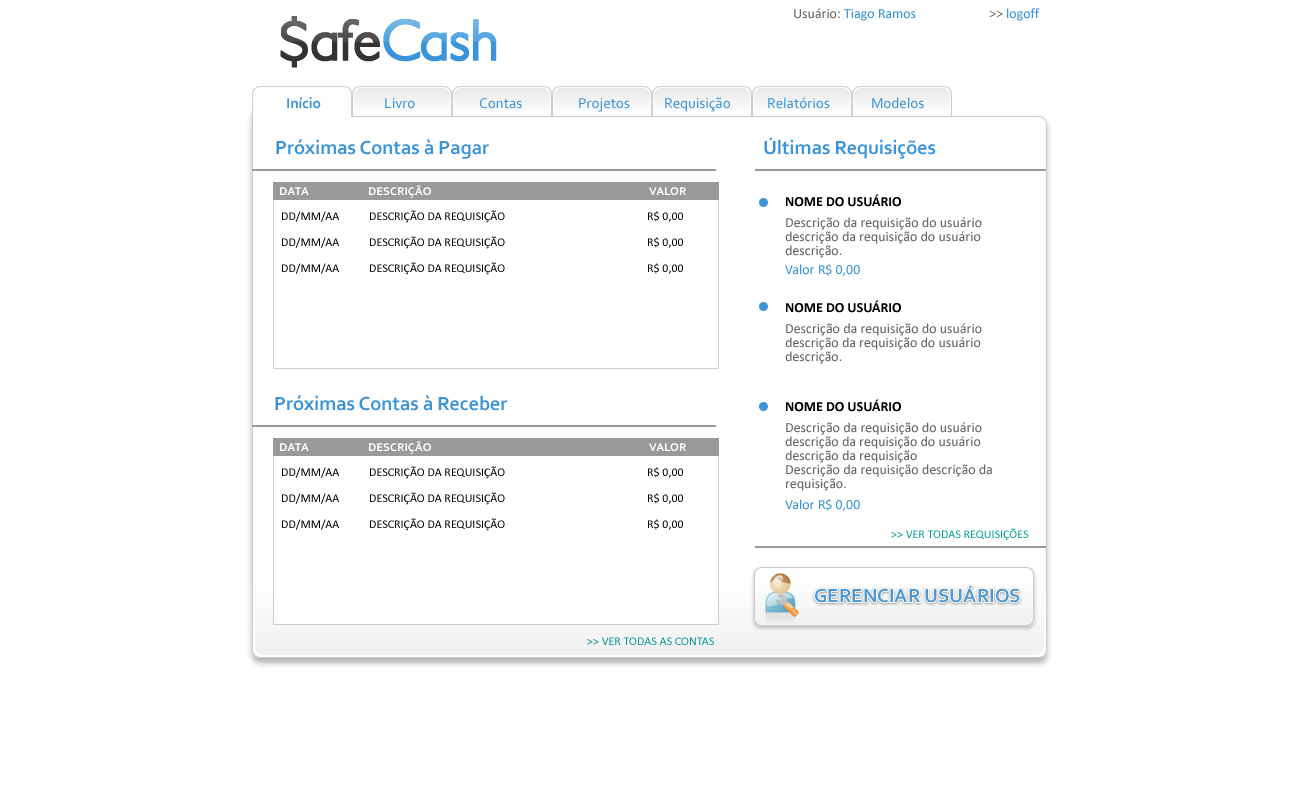 Usuário: Tiago Ramos >> logoff
$afeCash
Início Livro Contas Projetos Requisição Relatórios Modelos
Próximas Contas à Pagar
DATA DESCRIÇÃO VALOR
DD/MM/AA DESCRIÇÃO DA REQUISIÇÃO R$ 0,00
DD/MM/AA DESCRIÇÃO DA REQUISIÇÃO R$ 0,00
DD/MM/AA DESCRIÇÃO DA REQUISIÇÃO R$ 0,00
Próximas Contas à Receber
DATA DESCRIÇÃO VALOR
DD/MM/AA DESCRIÇÃO DA REQUISIÇÃO R$ 0,00
DD/MM/AA DESCRIÇÃO DA REQUISIÇÃO R$ 0,00
DD/MM/AA DESCRIÇÃO DA REQUISIÇÃO R$ 0,00
>> VER TODAS AS CONTAS
Últimas Requisições
NOME DO USUÁRIO
Descrição da requisição do usuário
descrição da requisição do usuário
descrição.
Valor R$ 0,00
NOME DO USUÁRIO
Descrição da requisição do usuário
descrição da requisição do usuário
descrição.
NOME DO USUÁRIO
Descrição da requisição do usuário
descrição da requisição do usuário
descrição da requisição
Descrição da requisição descrição da
requisição.
Valor R$ 0,00
>> VER TODAS REQUISIÇÕES
GERENCIAR USUÁRIOS